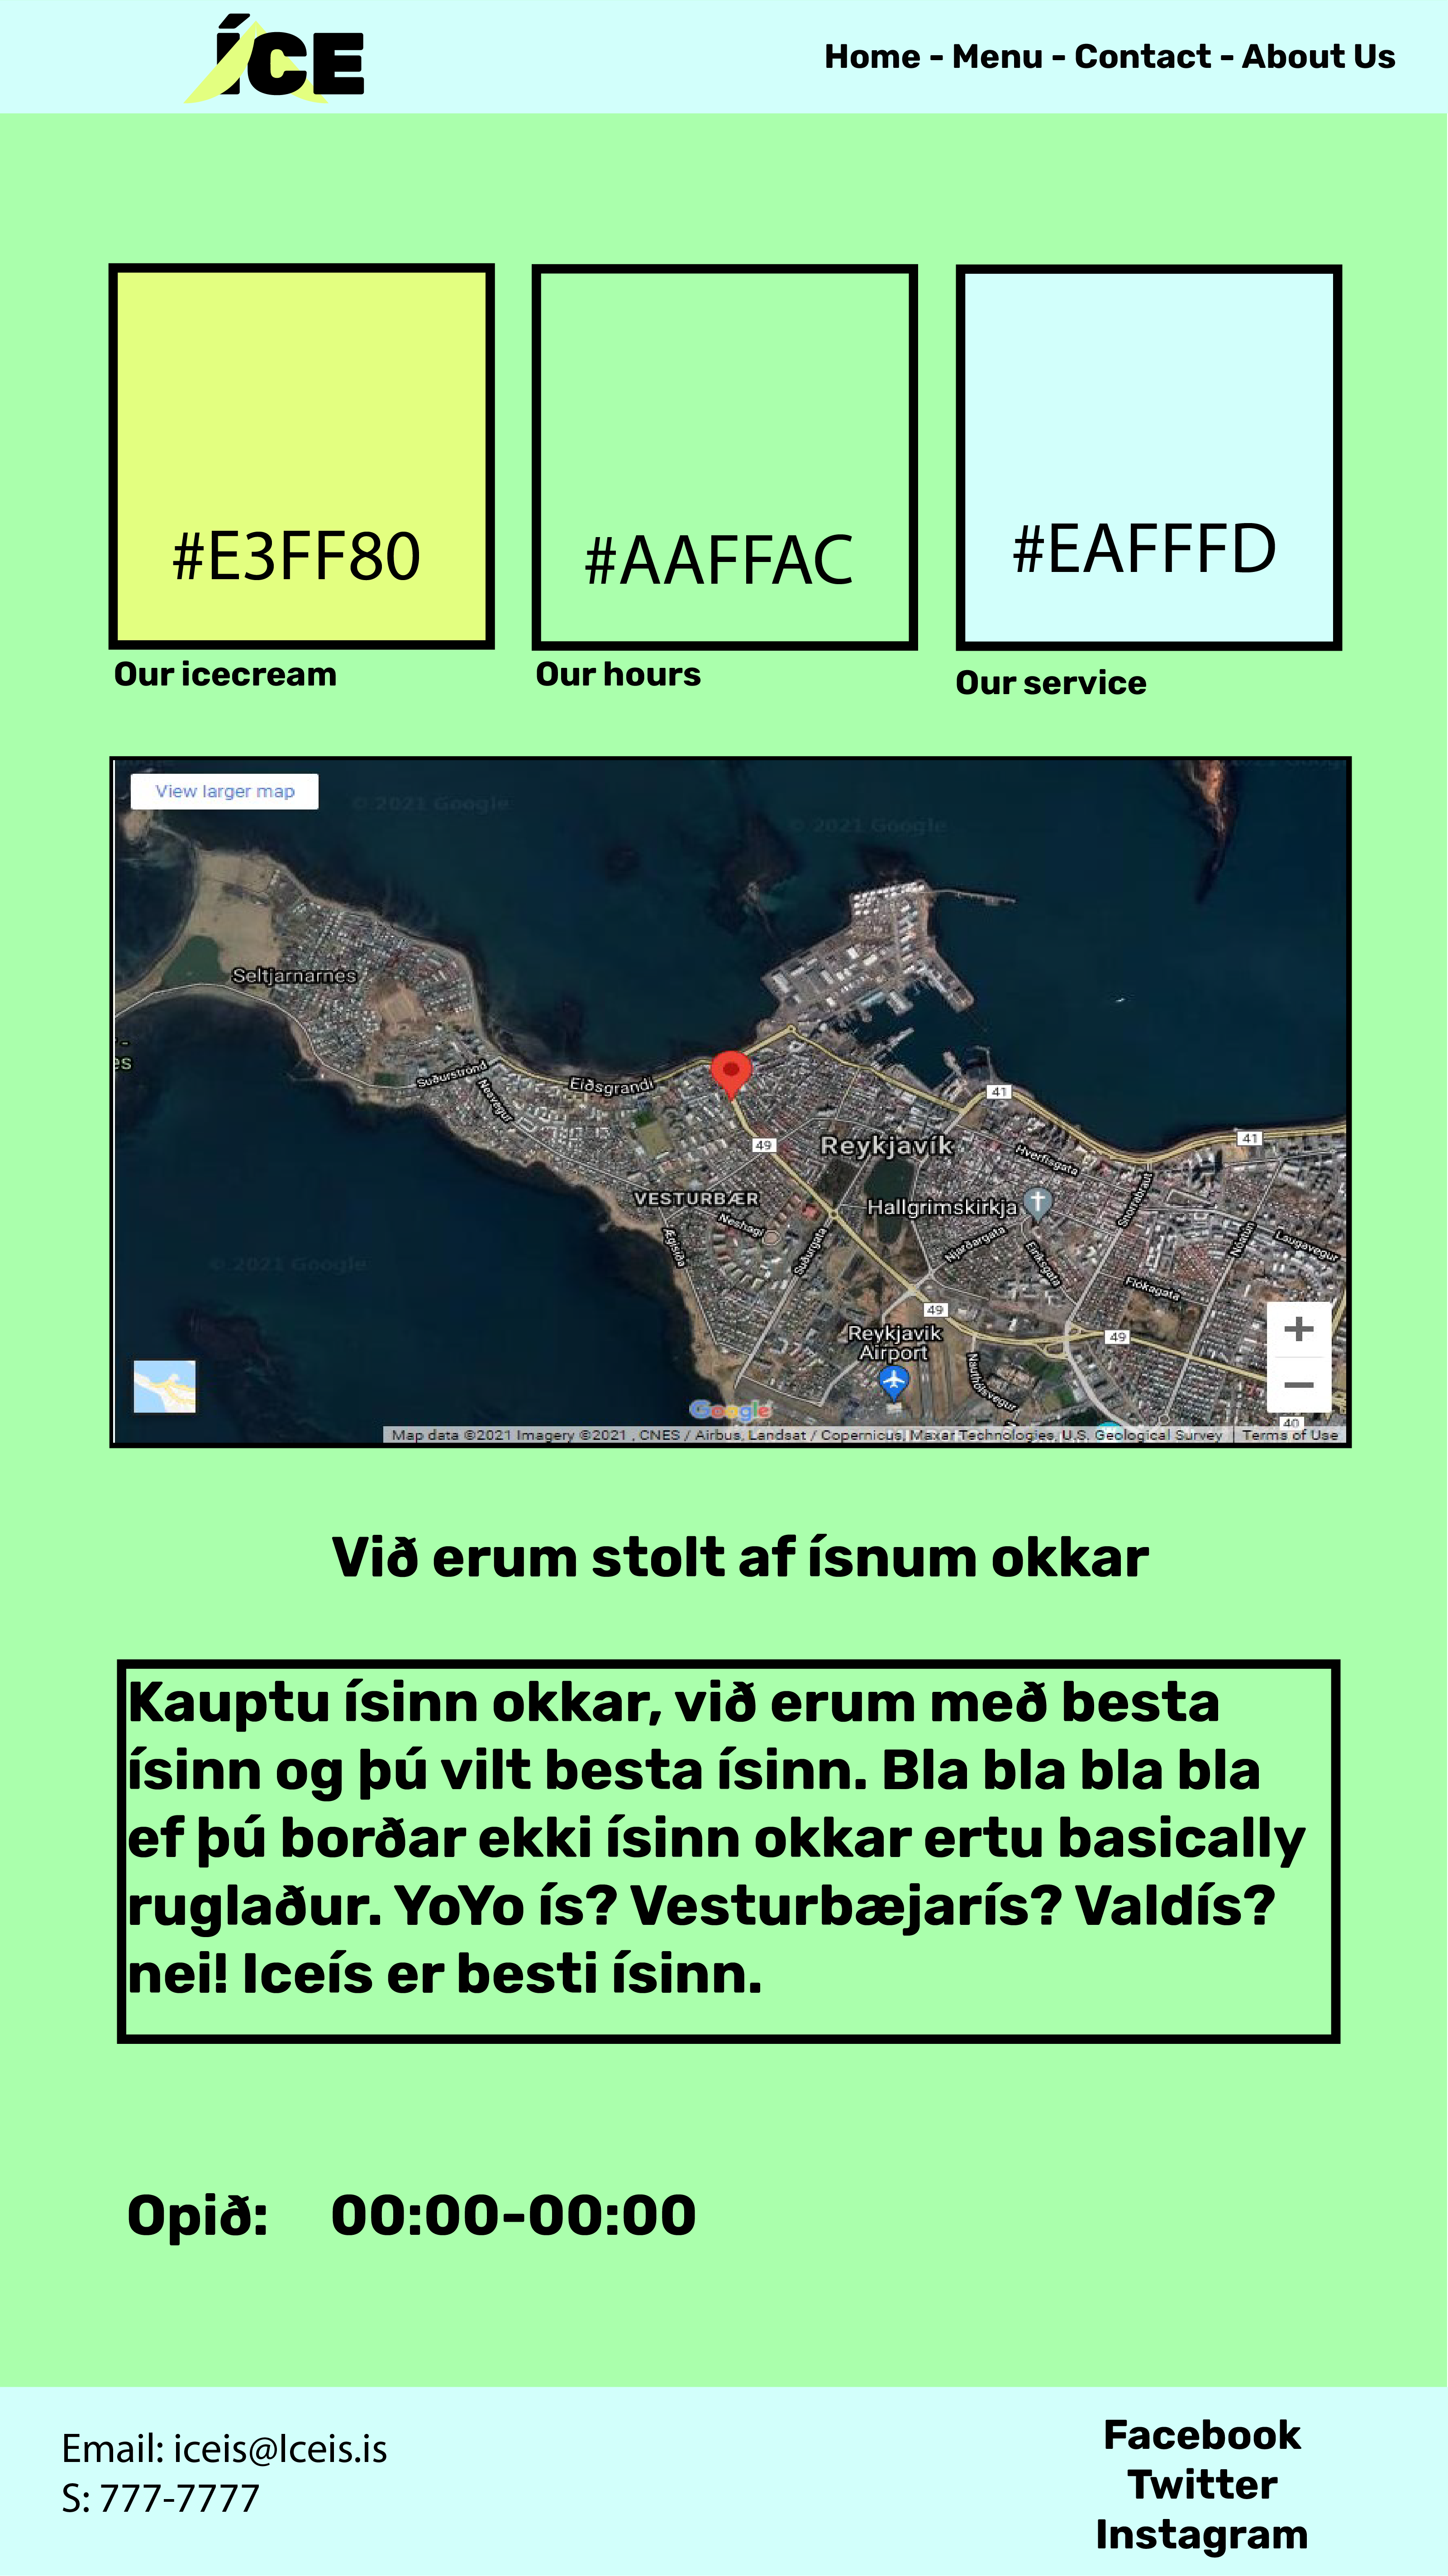 ÍCE
Home - Menu - Contact - About Us
#E3FF80
#AAFFAC
#EAFFFD
Our icecream
Our hours
Our service
View larger map
© 2021 Google
© 2021 Google
Seltjarnarnes
Suðurströnd
Nesvegur
Eiðsgrandi
41
41
49
Reykjavík
Hverfisgata
VESTURBÆR
Hallgrimskirkja
Snorrabraut
Neshagi
Ægisíða
Suðurgata
Njarðargata
Eiríksgata
Nóatún
Laugavegur
© 2021 Google
Flókagata
49
49
Reykjavik
Airport
Nauthólsvegur
40
Google
Map data ©2021 Imagery ©2021 , CNES / Airbus, Landsat / Copernicus, Maxar Technologies, U.S. Geological Survey
Terms of Use
Við erum stolt af ísnum okkar
Kauptu ísinn okkar, við erum með besta
ísinn og þú vilt besta ísinn. Bla bla bla bla
ef þú borðar ekki ísinn okkar ertu basically
ruglaður. YoYo ís? Vesturbæjarís? Valdís?
nei! Iceís er besti ísinn.
Opið: 00:00-00:00
Email: iceis@Iceis.is
S: 777-7777
Facebook
Twitter
Instagram